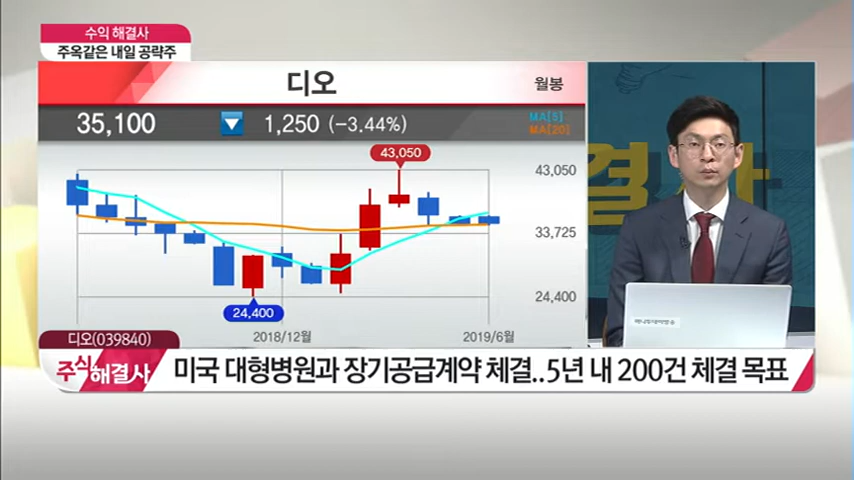 수익 해결사
주옥같은 내일 공략주
디오
월봉
35,100 ▼ 1,250 (-3.44%)
MA[5]
MA[20]
43,050
43,050
33,725
24,400
24,400
2018/12월
2019/6월
디오(039840)
주식해결사
미국 대형병원과 장기공급계약 체결..5년 내 200건 체결 목표